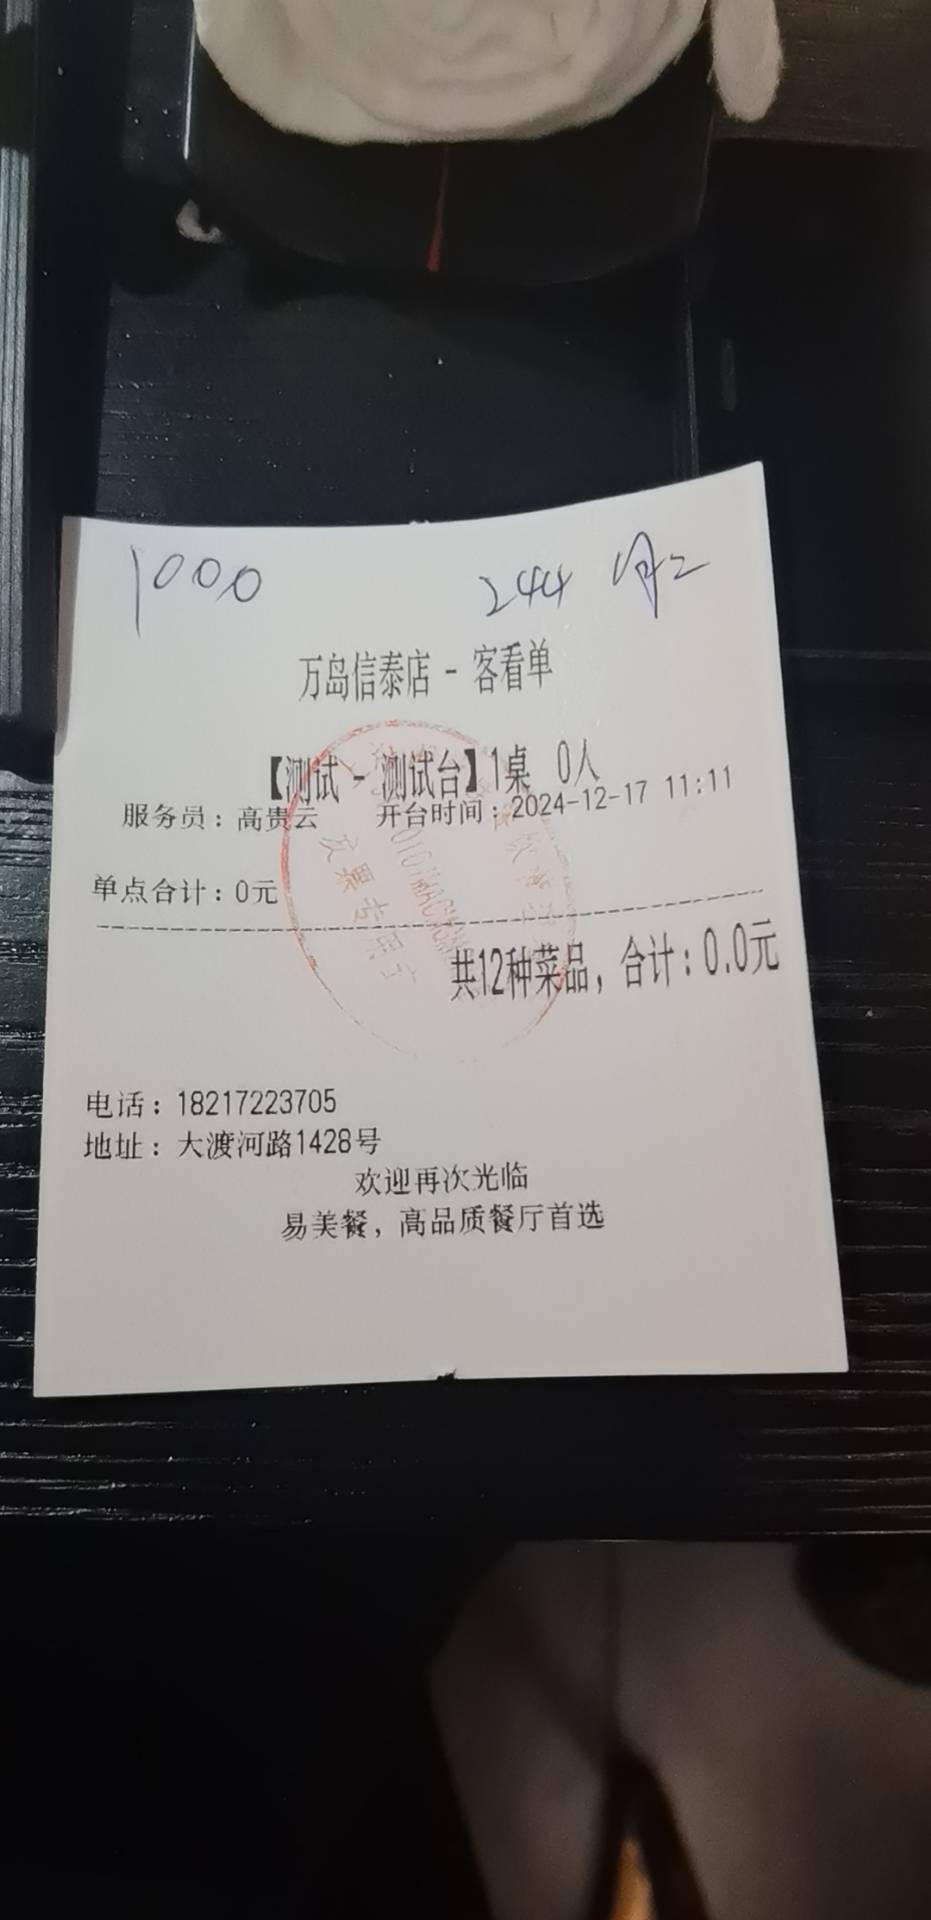 1000 244
万岛信泰店 - 客看单
【测试 - 测试台】1桌 0人
服务员：高贵云 开台时间：2024-12-17 11:11
单点合计：0元
共12种菜品，合计：0.0元
电话：18217223705
地址：大渡河路1428号
欢迎再次光临
易美餐，高品质餐厅首选